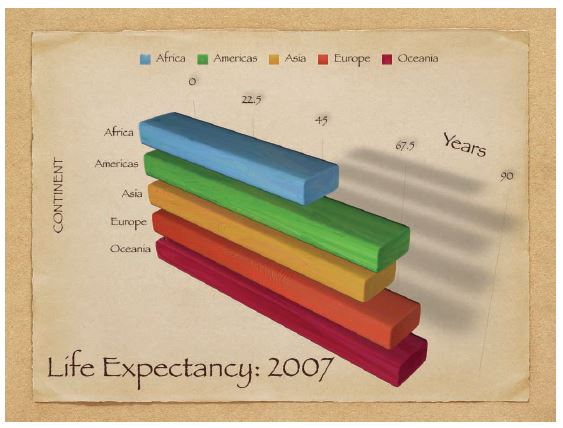 Africa Americas Asia Europe Oceania
0
22.5
45
67.5
90
Years
CONTINENT
Africa
Americas
Asia
Europe
Oceania
Life Expectancy: 2007